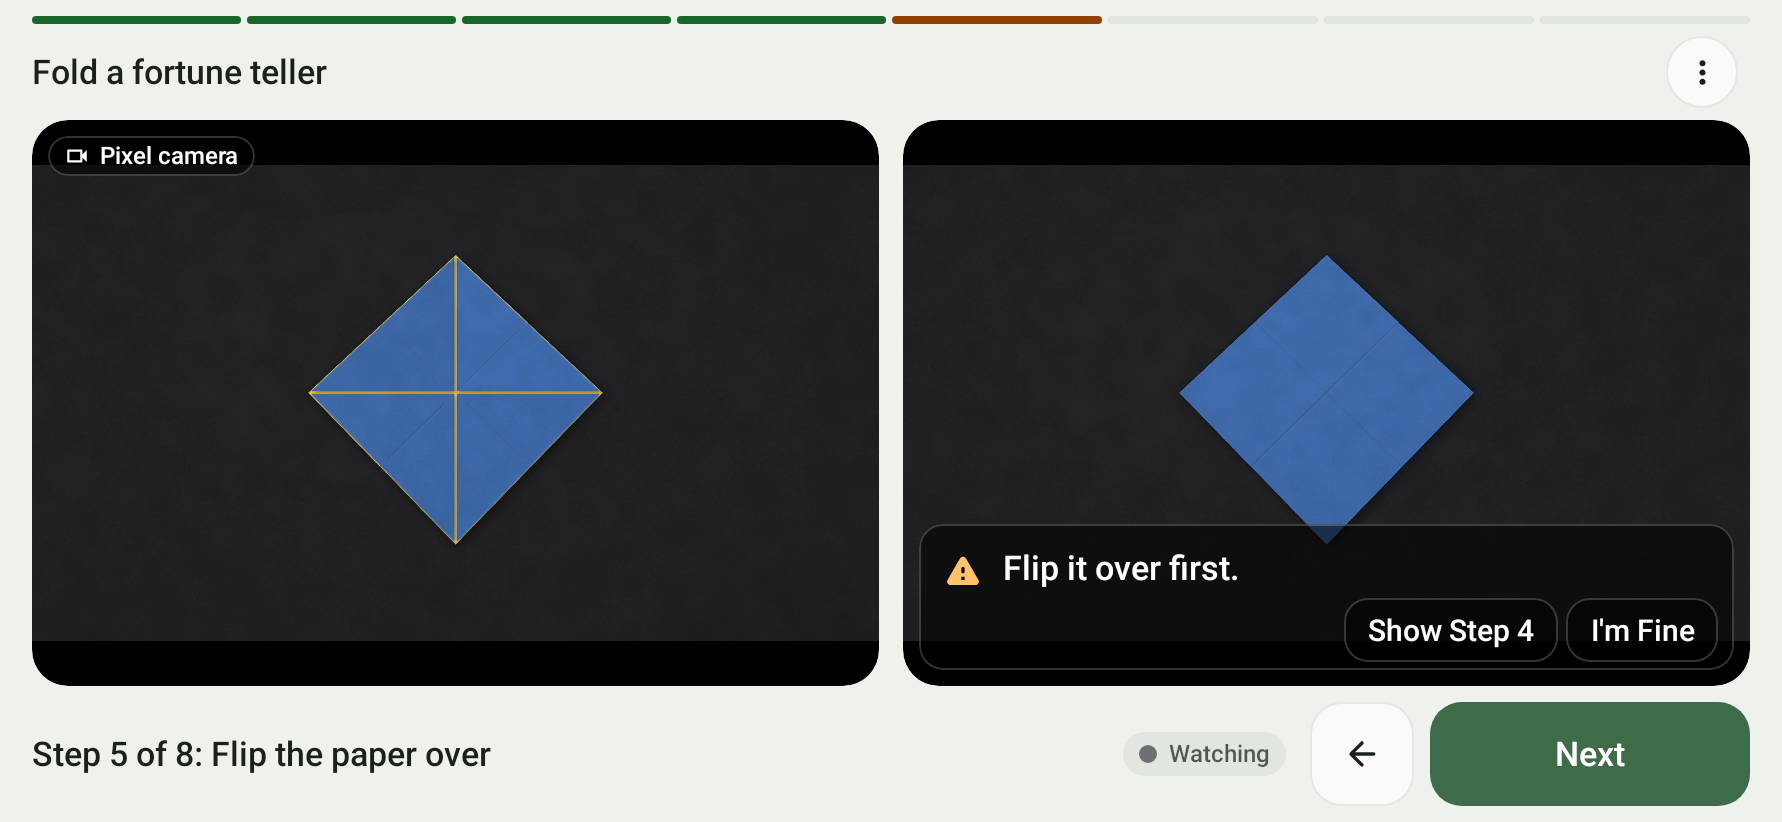 Fold a fortune teller
Pixel camera
Flip it over first.
Show Step 4
I'm Fine
Step 5 of 8: Flip the paper over
Watching
Next